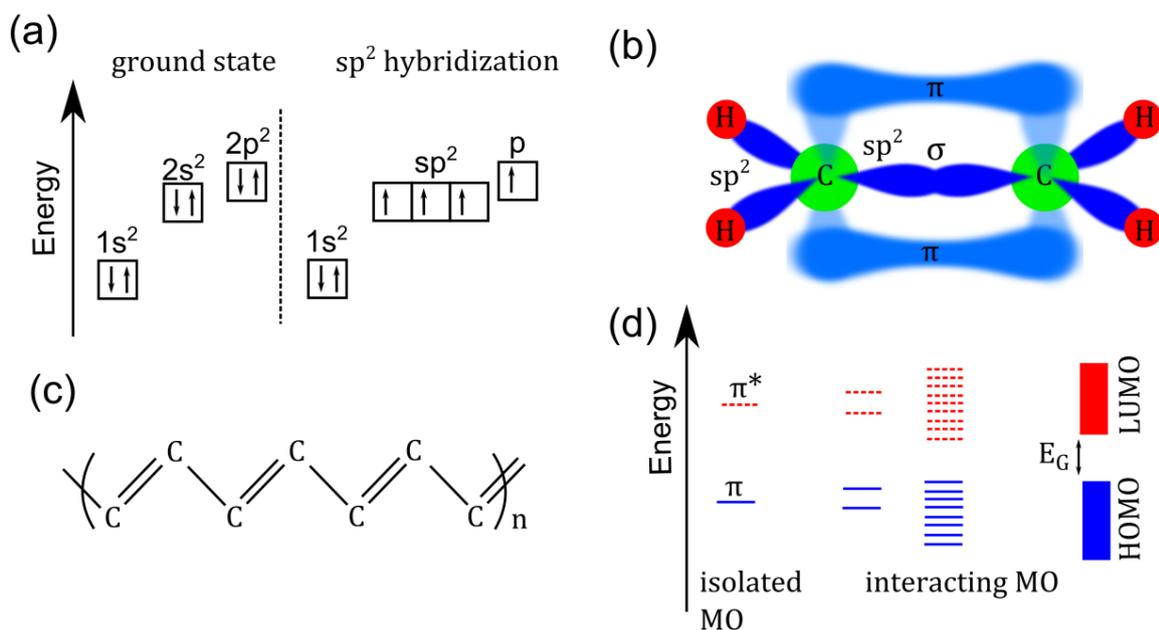 (a)
ground state
sp² hybridization
Energy
1s²
2s²
2p²
1s²
sp²
p
(b)
π
H
H
sp²
σ
sp²
C
C
H
H
π
(c)
C
C
C
C
C
C
C
n
(d)
Energy
π*
π
isolated
MO
interacting MO
E_G
LUMO
HOMO